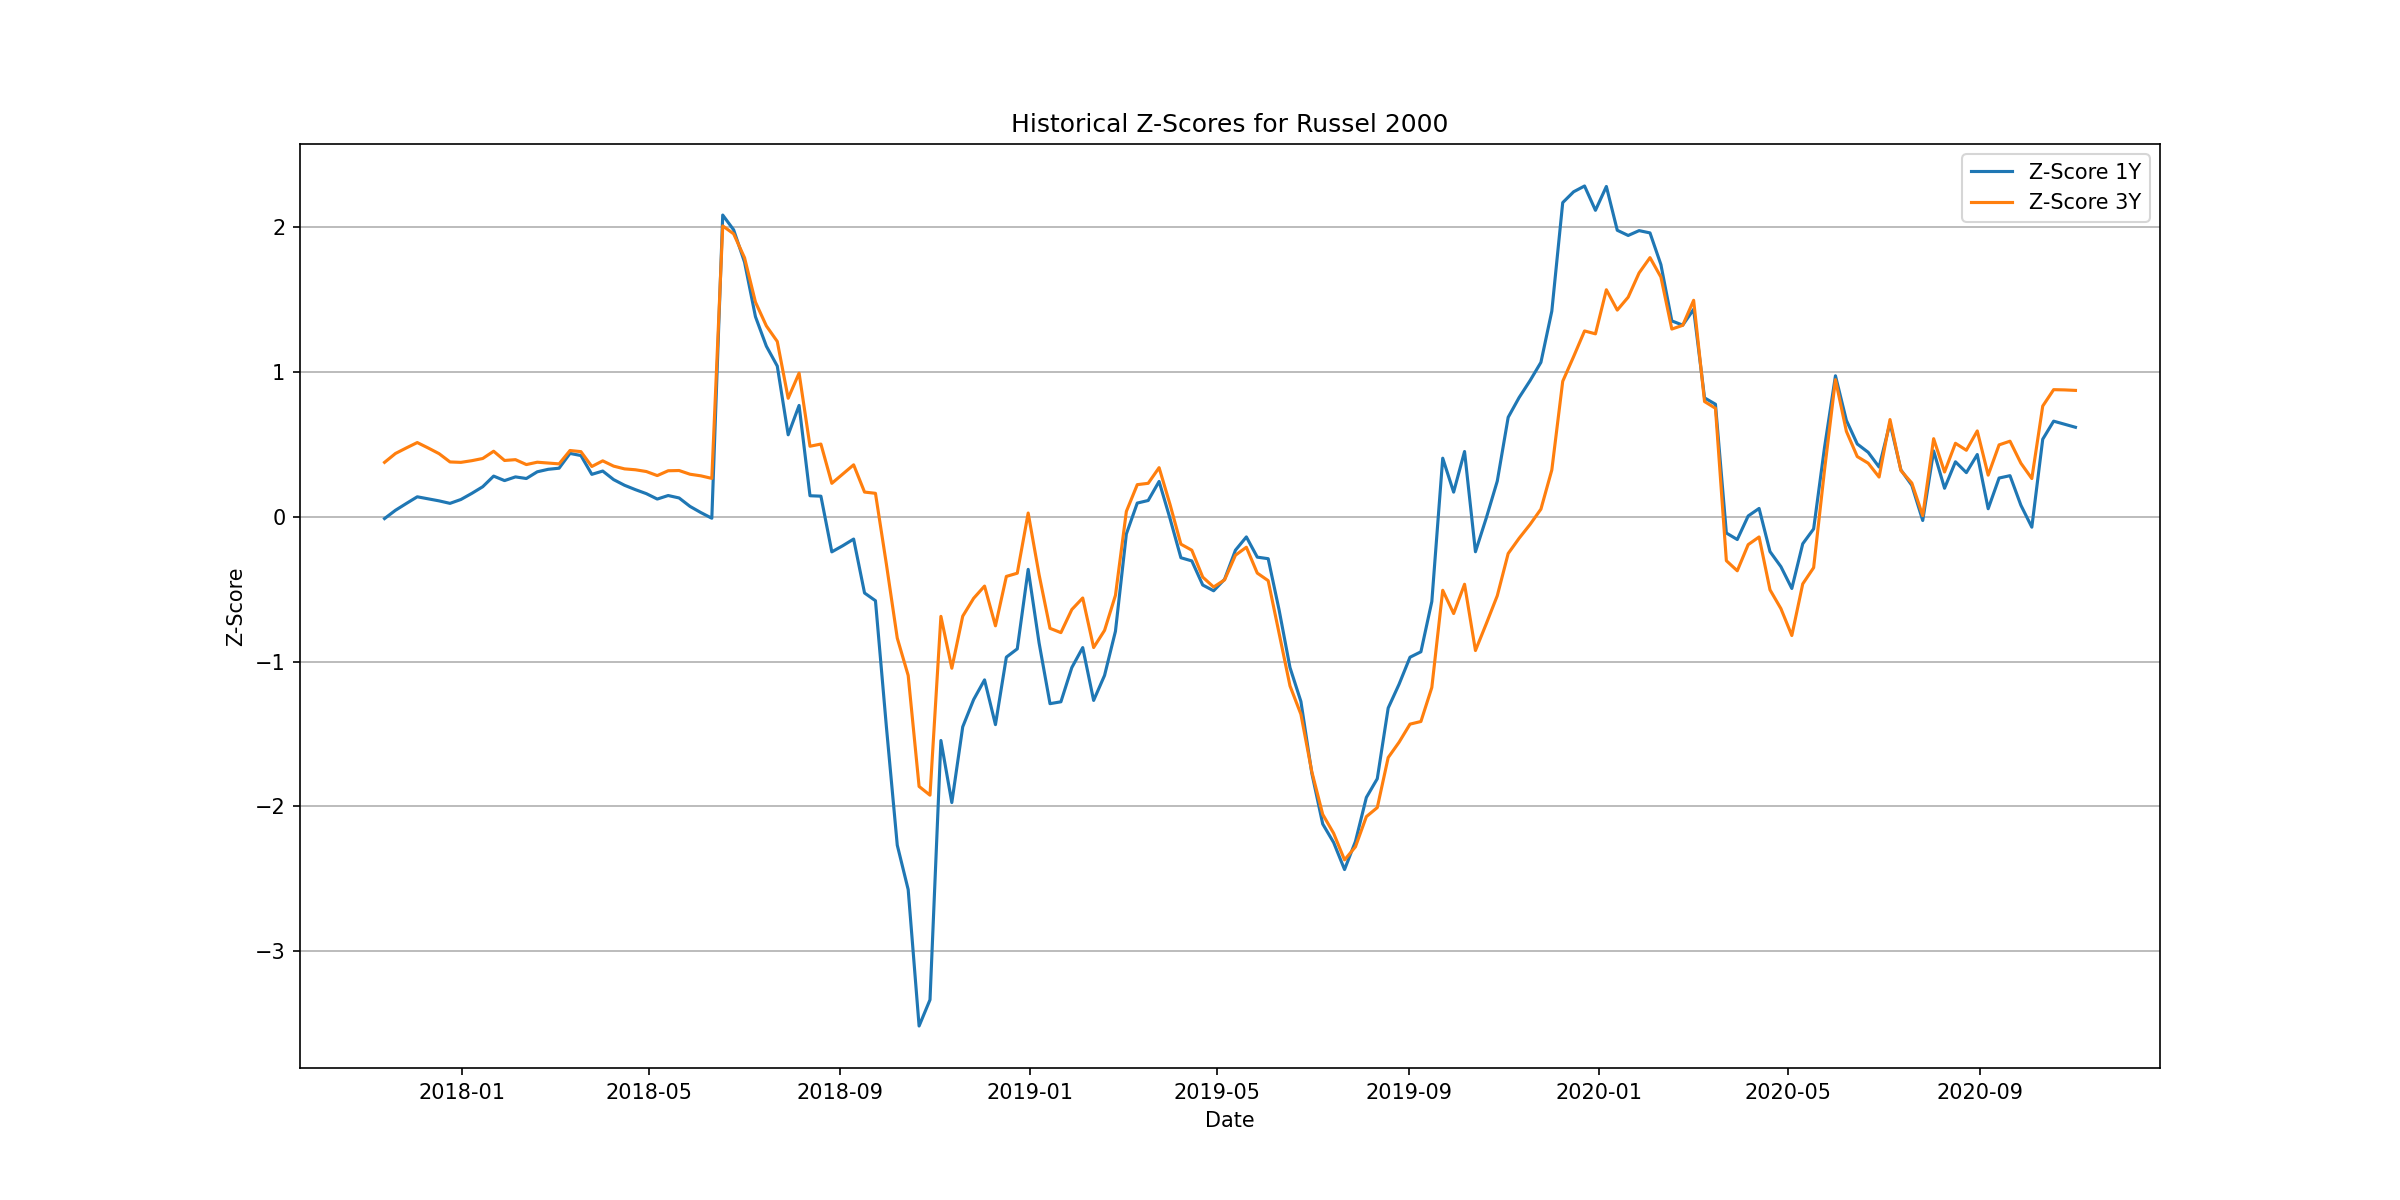 Historical Z-Scores for Russel 2000
Z-Score 1Y
Z-Score 3Y
2
1
0
−1
−2
−3
Z-Score
2018-01 2018-05 2018-09 2019-01 2019-05 2019-09 2020-01 2020-05 2020-09
Date